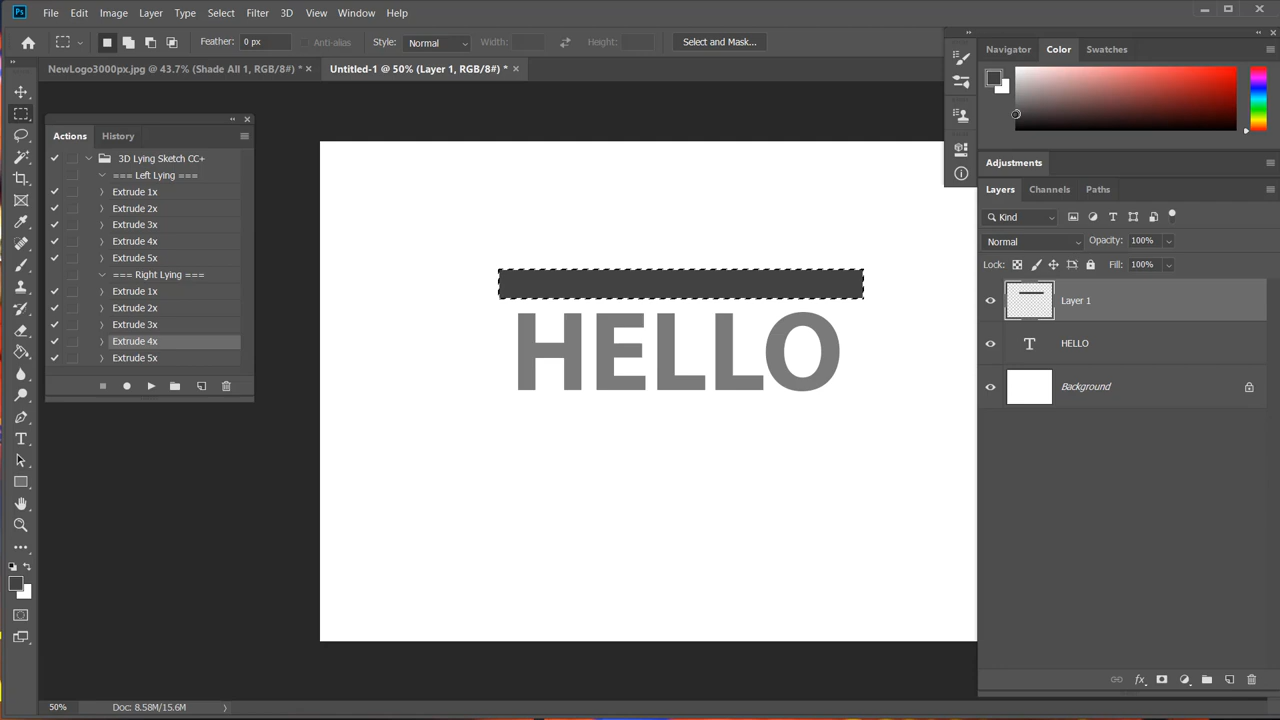 Ps File Edit Image Layer Type Select Filter 3D View Window Help
Feather: 0 px Anti-alias Style: Normal Width: Height: Select and Mask...
NewLogo3000px.jpg @ 43.7% (Shade All 1, RGB/8#) * × Untitled-1 @ 50% (Layer 1, RGB/8#) * ×
Actions History
3D Lying Sketch CC+
=== Left Lying ===
Extrude 1x
Extrude 2x
Extrude 3x
Extrude 4x
Extrude 5x
=== Right Lying ===
Extrude 1x
Extrude 2x
Extrude 3x
Extrude 4x
Extrude 5x
HELLO
Navigator Color Swatches
Adjustments
Layers Channels Paths
Kind
Normal Opacity: 100%
Lock: Fill: 100%
Layer 1
T HELLO
Background
50% Doc: 8.58M/15.6M